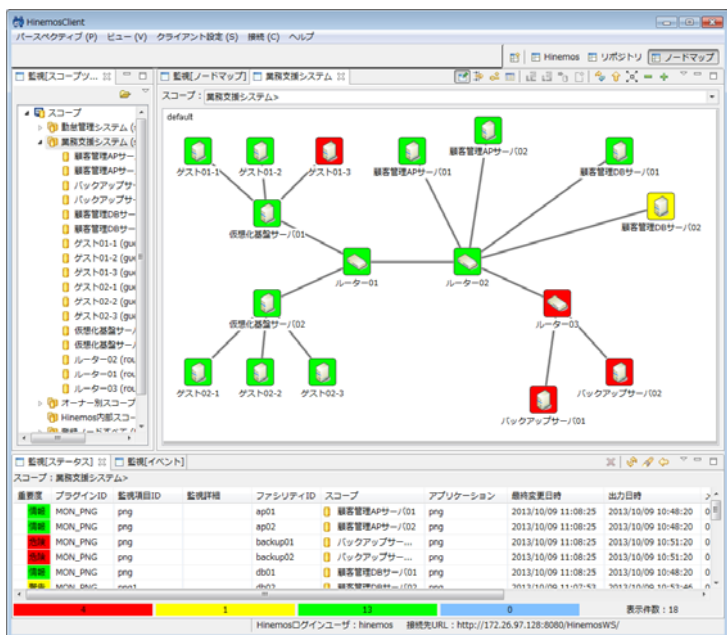 HinemosClient
パースペクティブ (P) ビュー (V) クライアント設定 (S) 接続 (C) ヘルプ
Hinemos リポジトリ ノードマップ
監視[スコープツ... 監視[ノードマップ] 業務支援システム
スコープ: 業務支援システム>
スコープ
勤怠管理システム (
業務支援システム (
顧客管理APサー
顧客管理APサー
バックアップサ
バックアップサ
顧客管理DBサー
顧客管理DBサー
ゲスト01-1 (gu
ゲスト01-2 (gu
ゲスト01-3 (gu
ゲスト02-1 (gu
ゲスト02-2 (gu
ゲスト02-3 (gu
仮想化基盤サー
仮想化基盤サー
ルーター02 (rou
ルーター01 (rou
ルーター03 (rou
オーナー別スコープ
Hinemos内部スコー
default
ゲスト01-1 ゲスト01-2 ゲスト01-3
顧客管理APサーバ01
顧客管理APサーバ02
顧客管理DBサーバ01
顧客管理DBサーバ02
仮想化基盤サーバ01
ルーター01
ルーター02
仮想化基盤サーバ02
ルーター03
ゲスト02-1 ゲスト02-2 ゲスト02-3
バックアップサーバ02
バックアップサーバ01
監視[ステータス] 監視[イベント]
スコープ: 業務支援システム>
重要度 プラグインID 監視項目ID 監視詳細 ファシリティID スコープ アプリケーション 最終変更日時 出力日時
情報 MON_PNG png ap01 顧客管理APサーバ01 png 2013/10/09 11:08:25 2013/10/09 10:48:20
情報 MON_PNG png ap02 顧客管理APサーバ02 png 2013/10/09 11:08:25 2013/10/09 10:48:20
危険 MON_PNG png backup01 バックアップサー... png 2013/10/09 11:08:25 2013/10/09 10:51:20
危険 MON_PNG png backup02 バックアップサー... png 2013/10/09 11:08:25 2013/10/09 10:51:20
情報 MON_PNG png db01 顧客管理DBサーバ01 png 2013/10/09 11:08:25 2013/10/09 10:48:20
警告 MON_PNG png1 db02 顧客管理DBサーバ02 png 2013/10/09 11:07:53 2013/10/09 10:53:46
4 1 13 0 表示件数: 18
Hinemosログインユーザ: hinemos 接続先URL: http://172.26.97.128:8080/HinemosWS/